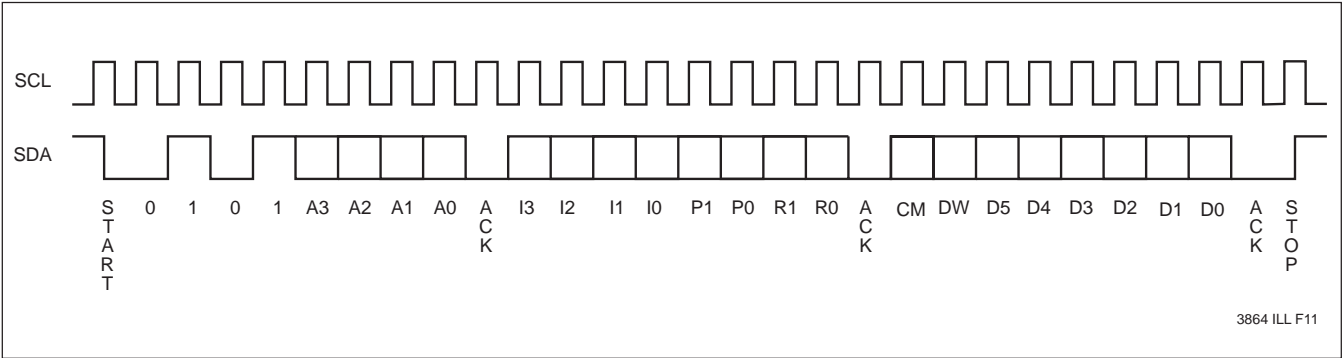 SCL
SDA
START 0 1 0 1 A3 A2 A1 A0 ACK I3 I2 I1 I0 P1 P0 R1 R0 ACK CM DW D5 D4 D3 D2 D1 D0 ACK STOP
3864 ILL F11